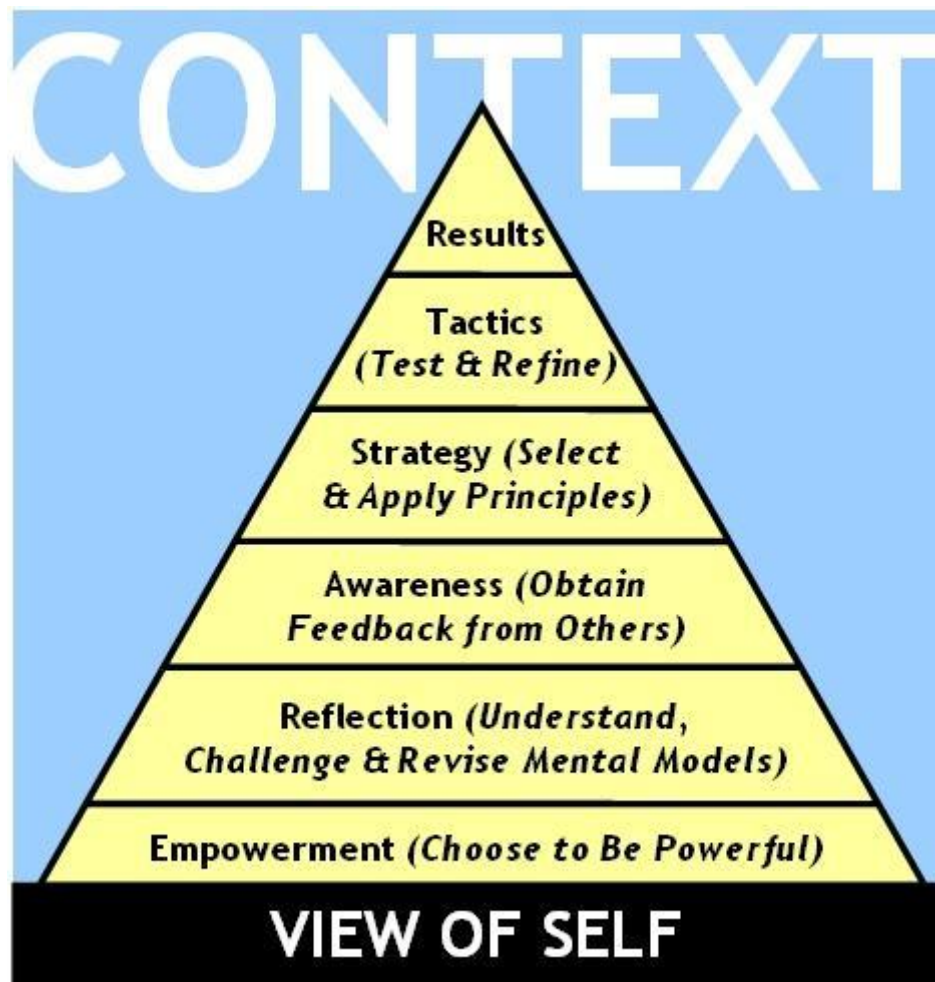 CONTEXT
Results
Tactics
(Test & Refine)
Strategy (Select
& Apply Principles)
Awareness (Obtain
Feedback from Others)
Reflection (Understand,
Challenge & Revise Mental Models)
Empowerment (Choose to Be Powerful)
VIEW OF SELF